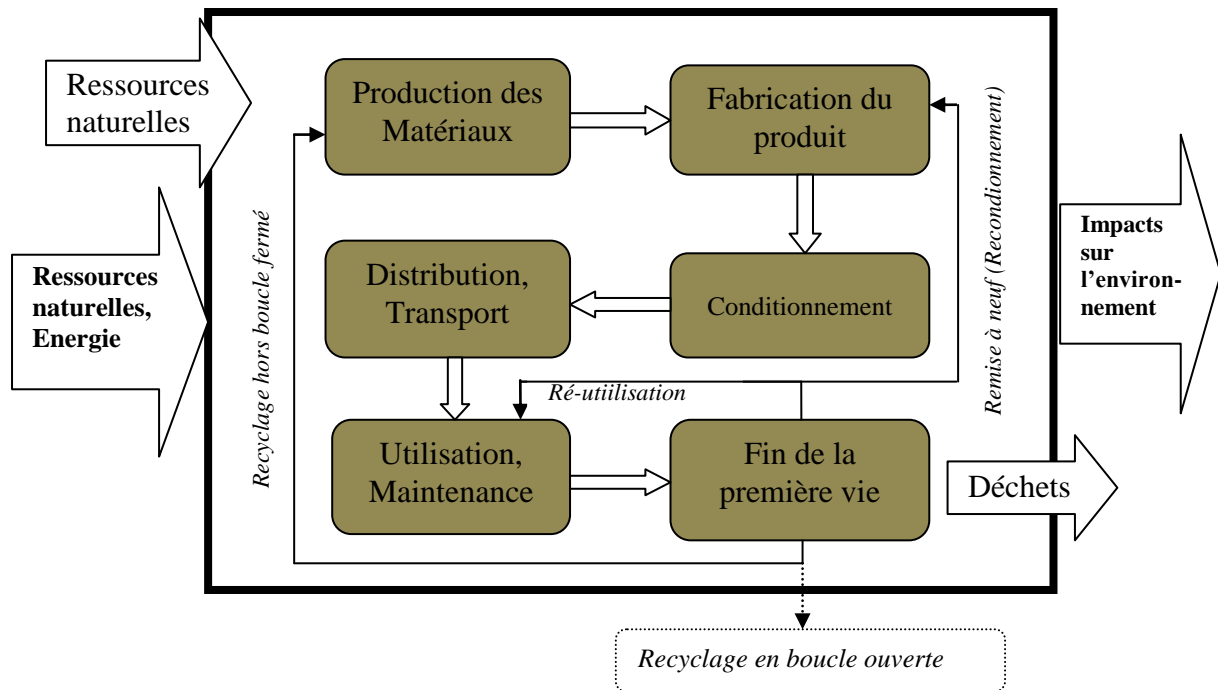 Ressources
naturelles
Production des
Matériaux
Fabrication du
produit
Ressources
naturelles,
Energie
Recyclage hors boucle fermé
Distribution,
Transport
Conditionnement
Remise à neuf (Recondionnement)
Impacts
sur
l'environ-
nement
Ré-utiilisation
Utilisation,
Maintenance
Fin de la
première vie
Déchets
Recyclage en boucle ouverte